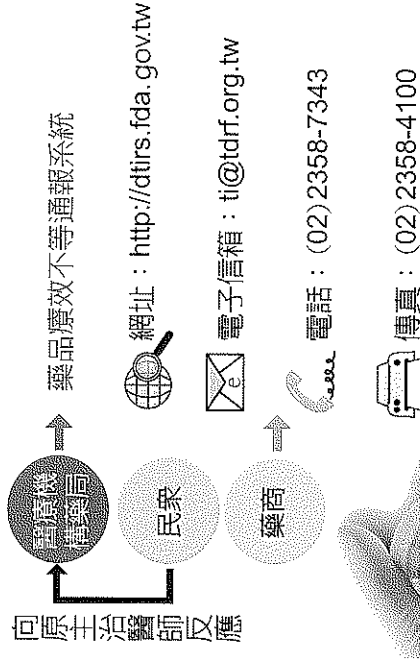 藥品療效不等通報系統
醫療機構
藥局
網址：http://dtirs.fda.gov.tw
民眾
電子信箱：ti@tdrf.org.tw
藥商
電話：(02)2358-7343
傳真：(02)2358-4100
向原主治醫師反應